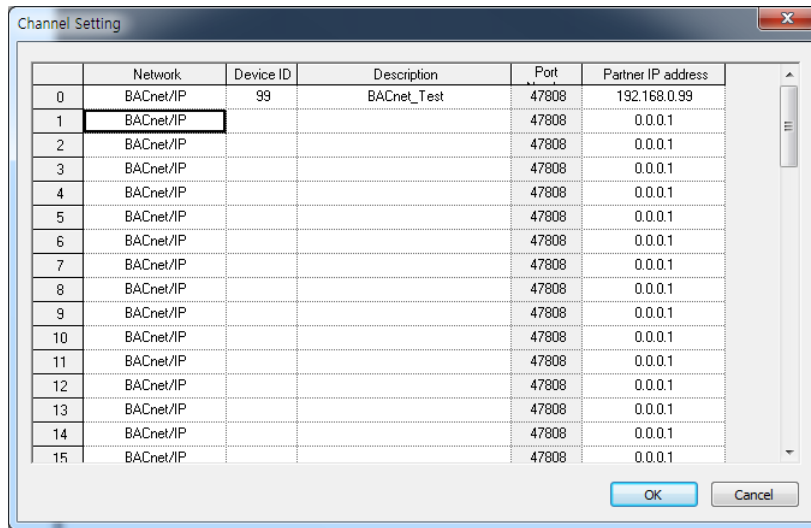 Channel Setting
Network Device ID Description Port Partner IP address
0 BACnet/IP 99 BACnet_Test 47808 192.168.0.99
1 BACnet/IP 47808 0.0.0.1
2 BACnet/IP 47808 0.0.0.1
3 BACnet/IP 47808 0.0.0.1
4 BACnet/IP 47808 0.0.0.1
5 BACnet/IP 47808 0.0.0.1
6 BACnet/IP 47808 0.0.0.1
7 BACnet/IP 47808 0.0.0.1
8 BACnet/IP 47808 0.0.0.1
9 BACnet/IP 47808 0.0.0.1
10 BACnet/IP 47808 0.0.0.1
11 BACnet/IP 47808 0.0.0.1
12 BACnet/IP 47808 0.0.0.1
13 BACnet/IP 47808 0.0.0.1
14 BACnet/IP 47808 0.0.0.1
15 BACnet/IP 47808 0.0.0.1
OK Cancel